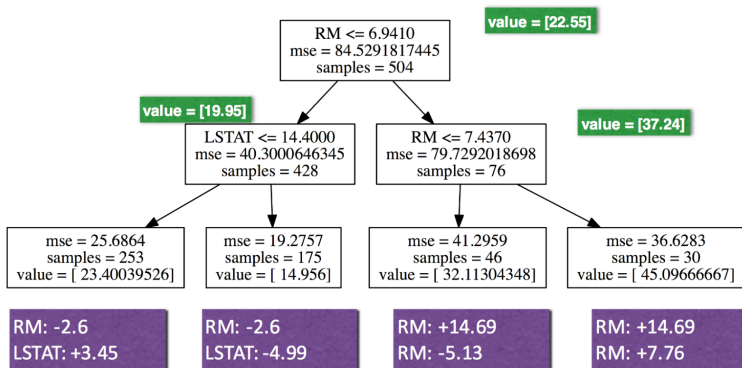 value = [22.55]
RM <= 6.9410
mse = 84.5291817445
samples = 504
value = [19.95]
value = [37.24]
LSTAT <= 14.4000
mse = 40.3000646345
samples = 428
RM <= 7.4370
mse = 79.7292018698
samples = 76
mse = 25.6864
samples = 253
value = [ 23.40039526]
mse = 19.2757
samples = 175
value = [ 14.956]
mse = 41.2959
samples = 46
value = [ 32.11304348]
mse = 36.6283
samples = 30
value = [ 45.09666667]
RM: -2.6
LSTAT: +3.45
RM: -2.6
LSTAT: -4.99
RM: +14.69
RM: -5.13
RM: +14.69
RM: +7.76